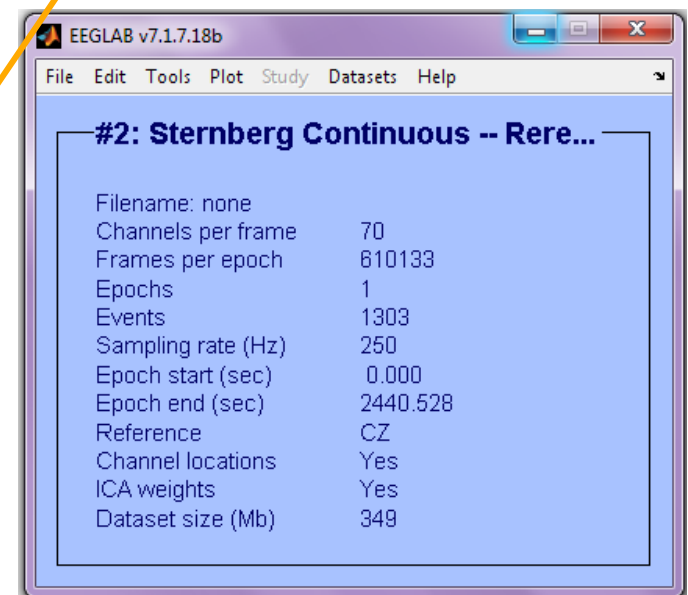 EEGLAB v7.1.7.18b
File Edit Tools Plot Study Datasets Help
#2: Sternberg Continuous -- Rere...
Filename: none
Channels per frame 70
Frames per epoch 610133
Epochs 1
Events 1303
Sampling rate (Hz) 250
Epoch start (sec) 0.000
Epoch end (sec) 2440.528
Reference CZ
Channel locations Yes
ICA weights Yes
Dataset size (Mb) 349